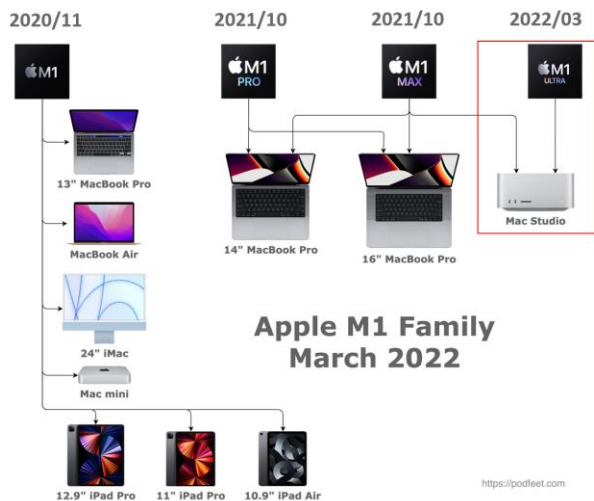 2020/11
2021/10
2021/10
2022/03
M1
M1
PRO
M1
MAX
M1
ULTRA
13" MacBook Pro
14" MacBook Pro
16" MacBook Pro
Mac Studio
MacBook Air
24" iMac
Mac mini
Apple M1 Family
March 2022
12.9" iPad Pro
11" iPad Pro
10.9" iPad Air
https://podfeet.com